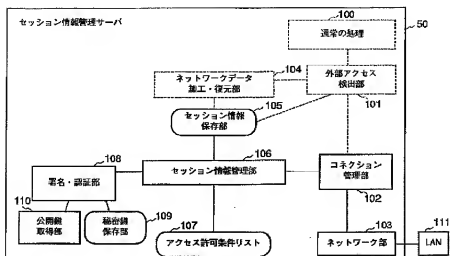 セッション情報管理サーバ
100
50
通常の処理
104
ネットワークデータ
加工・復元部
外部アクセス
検出部
101
105
セッション情報
保存部
108
署名・認証部
106
セッション情報管理部
コネクション
管理部
102
110
公開鍵
取得部
秘密鍵
保存部
109
107
アクセス許可条件リスト
103
ネットワーク部
111
LAN